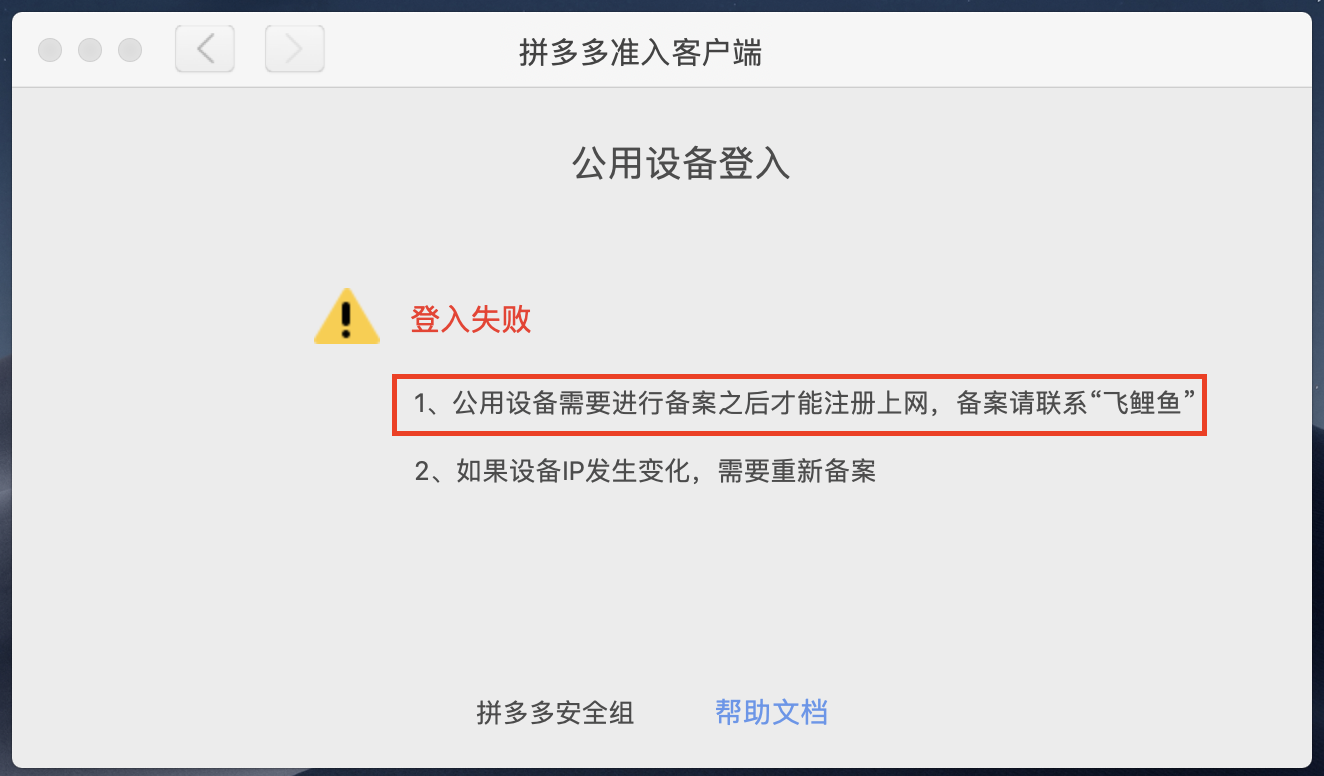 拼多多准入客户端
公用设备登入
登入失败
1、公用设备需要进行备案之后才能注册上网，备案请联系“飞鲤鱼”
2、如果设备IP发生变化，需要重新备案
拼多多安全组 帮助文档